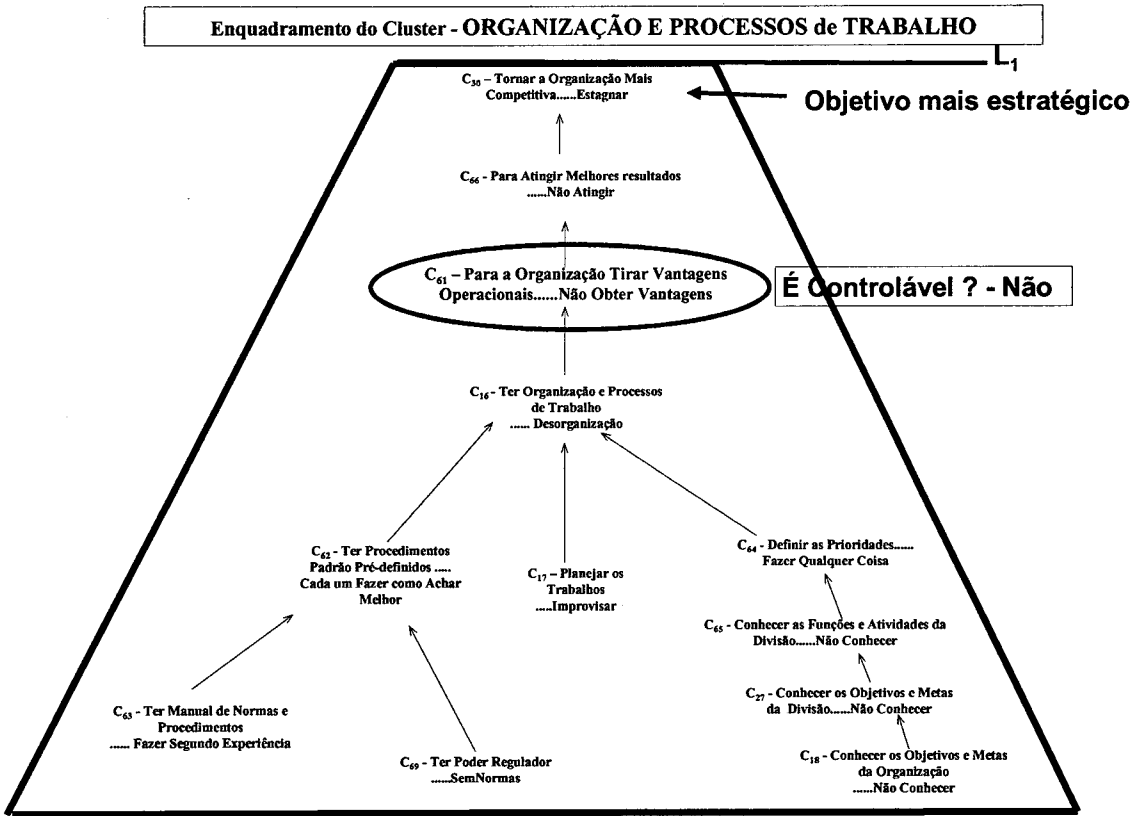 Enquadramento do Cluster - ORGANIZAÇÃO E PROCESSOS de TRABALHO
L1
C38 – Tornar a Organização Mais
Competitiva......Estagnar
Objetivo mais estratégico
C66 - Para Atingir Melhores resultados
......Não Atingir
C61 – Para a Organização Tirar Vantagens
Operacionais......Não Obter Vantagens
É Controlável ? - Não
C16 - Ter Organização e Processos
de Trabalho
...... Desorganização
C62 - Ter Procedimentos
Padrão Pré-definidos .....
Cada um Fazer como Achar
Melhor
C17 – Planejar os
Trabalhos
.....Improvisar
C64 - Definir as Prioridades......
Fazer Qualquer Coisa
C65 - Conhecer as Funções e Atividades da
Divisão......Não Conhecer
C27 - Conhecer os Objetivos e Metas
da Divisão......Não Conhecer
C63 - Ter Manual de Normas e
Procedimentos
...... Fazer Segundo Experiência
C69 - Ter Poder Regulador
......SemNormas
C18 - Conhecer os Objetivos e Metas
da Organização
......Não Conhecer